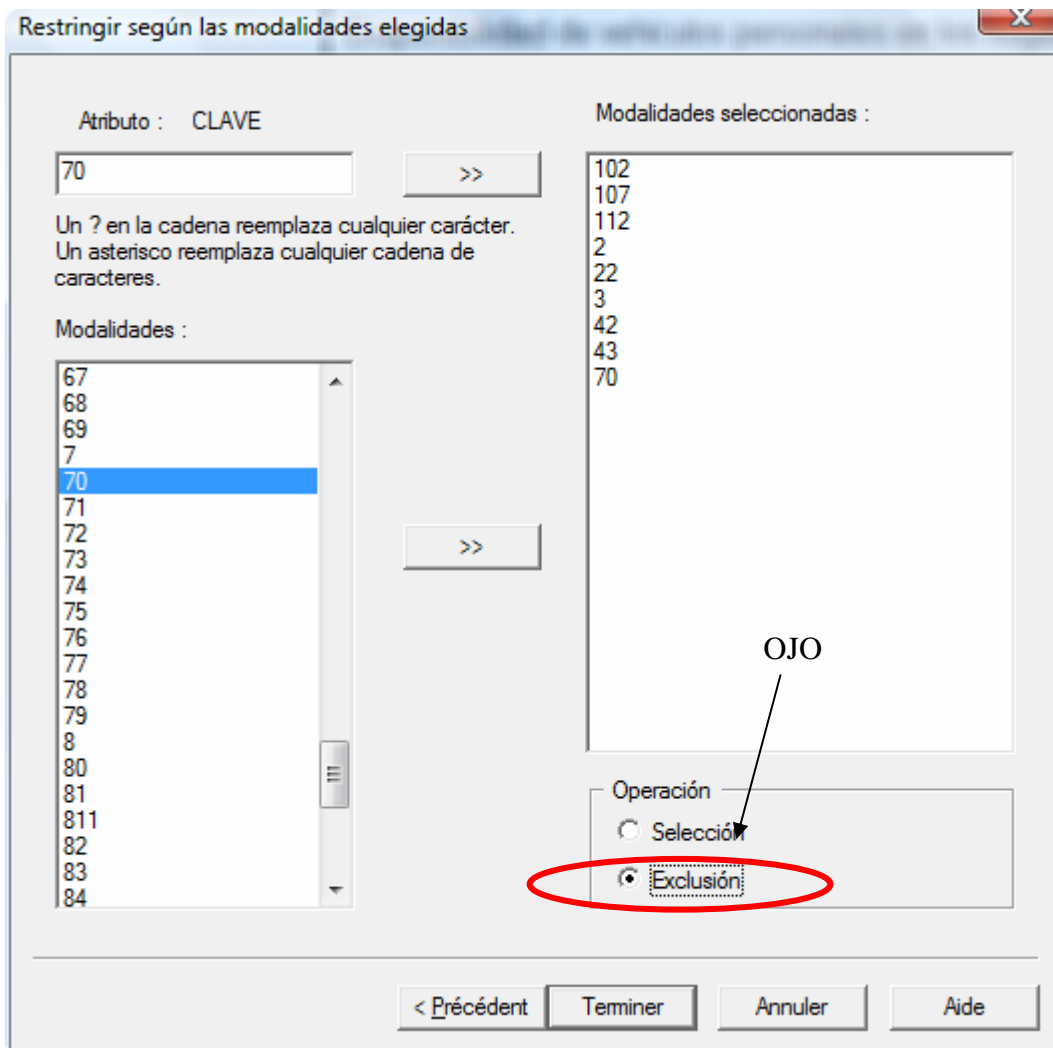 Restringir según las modalidades elegidas
Atributo : CLAVE
70
>>
Un ? en la cadena reemplaza cualquier carácter.
Un asterisco reemplaza cualquier cadena de
caracteres.
Modalidades :
67
68
69
7
70
71
72
73
74
75
76
77
78
79
8
80
81
811
82
83
84
>>
Modalidades seleccionadas :
102
107
112
2
22
3
42
43
70
OJO
Operación
Selección
Exclusión
< Précédent
Terminer
Annuler
Aide